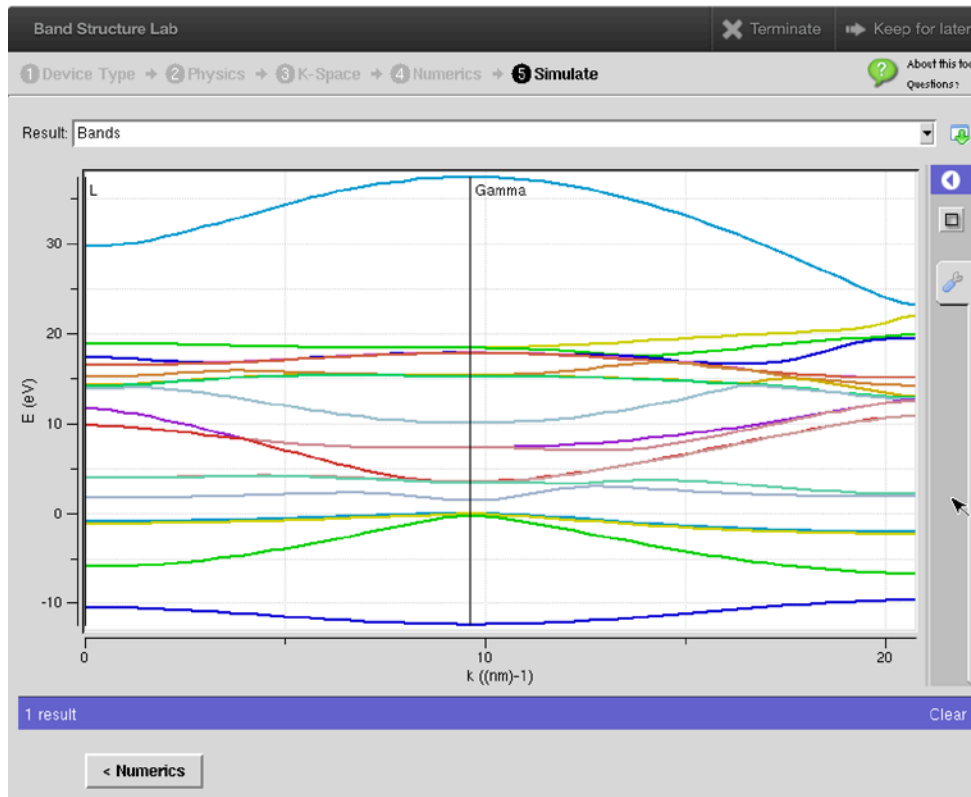 Band Structure Lab
Terminate
Keep for later
1 Device Type → 2 Physics → 3 K-Space → 4 Numerics → 5 Simulate
?
About this too
Questions?
Result: Bands
L
Gamma
30
20
10
0
-10
E (eV)
0
10
20
k ((nm)-1)
1 result
Clear
< Numerics